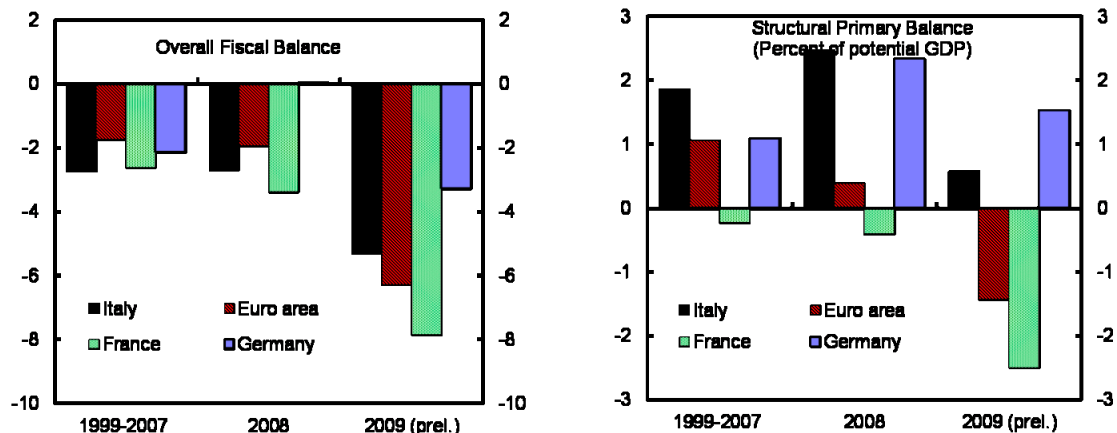 Overall Fiscal Balance
2
0
-2
-4
-6
-8
-10
2
0
-2
-4
-6
-8
-10
Italy
Euro area
France
Germany
1999-2007
2008
2009 (prel.)
Structural Primary Balance
(Percent of potential GDP)
3
2
1
0
-1
-2
-3
3
2
1
0
-1
-2
-3
Italy
Euro area
France
Germany
1999-2007
2008
2009 (prel.)